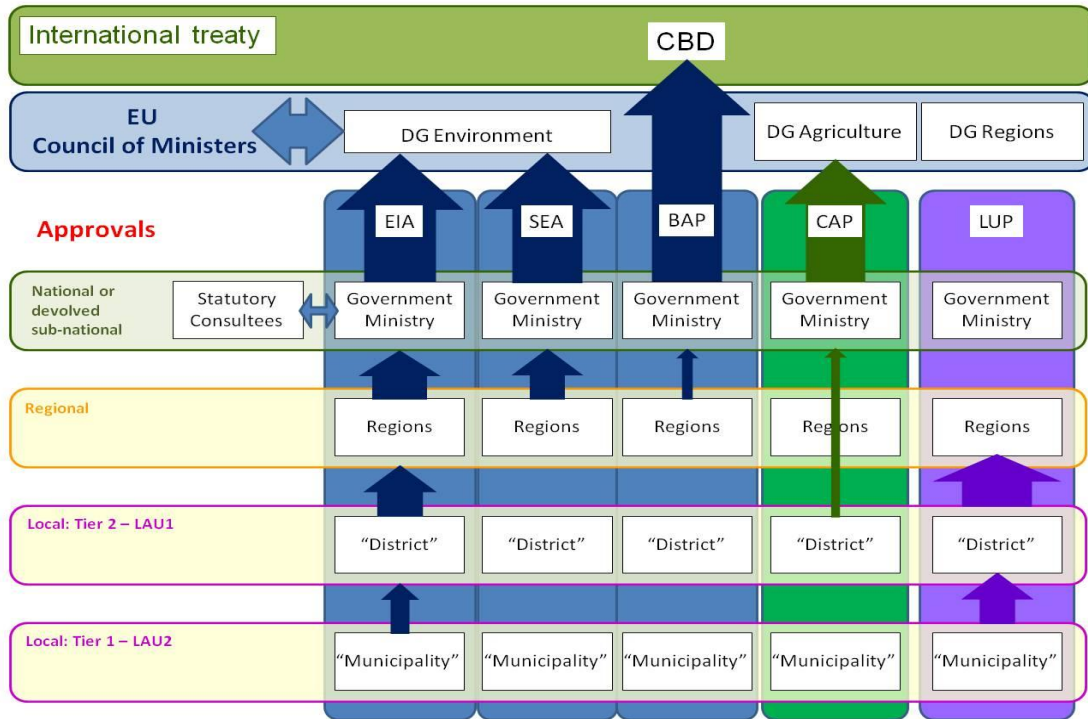 International treaty
CBD
EU
Council of Ministers
DG Environment
DG Agriculture
DG Regions
Approvals
EIA
SEA
BAP
CAP
LUP
National or
devolved
sub-national
Statutory
Consultees
Government
Ministry
Government
Ministry
Government
Ministry
Government
Ministry
Government
Ministry
Regional
Regions
Regions
Regions
Regions
Regions
Local: Tier 2 – LAU1
“District”
“District”
“District”
“District”
“District”
Local: Tier 1 – LAU2
“Municipality”
“Municipality”
“Municipality”
“Municipality”
“Municipality”